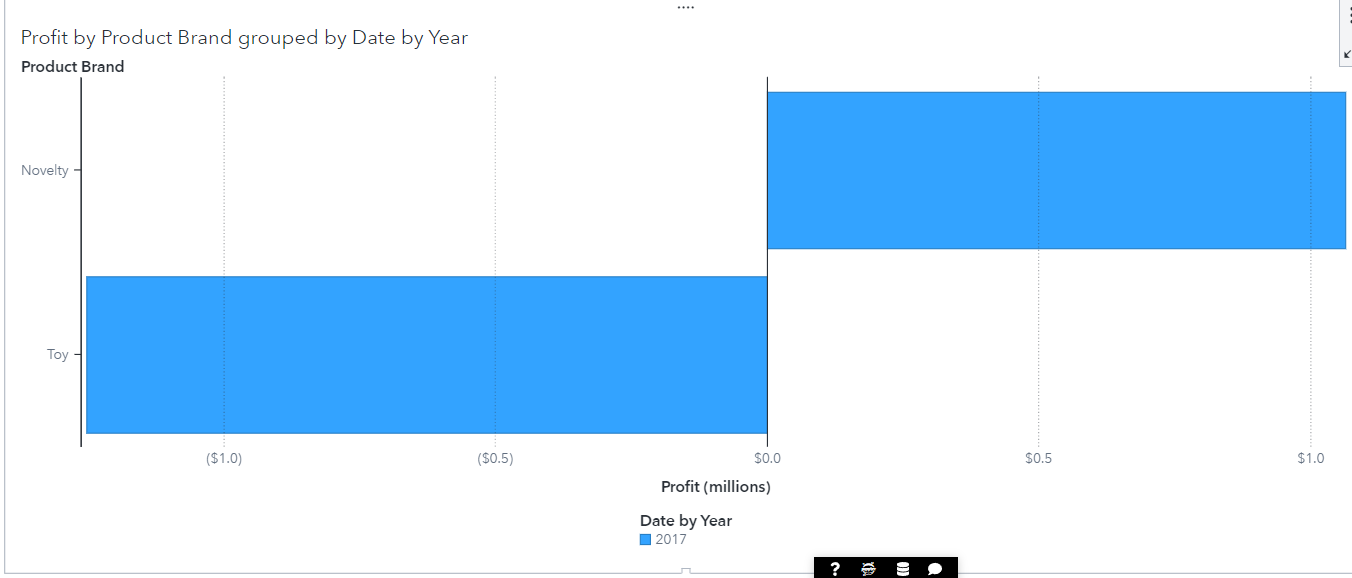 Profit by Product Brand grouped by Date by Year
Product Brand
Novelty
Toy
($1.0) ($0.5) $0.0 $0.5 $1.0
Profit (millions)
Date by Year
2017
?